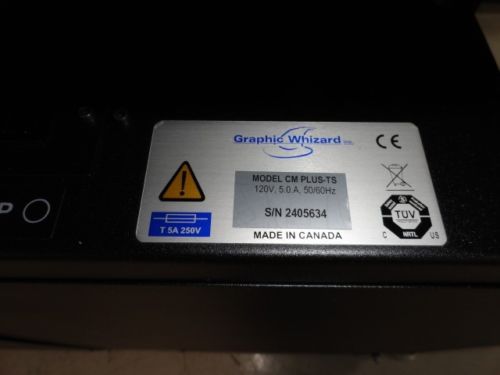 Graphic Whizard
CE
MODEL CM PLUS-TS
120V, 5.0 A, 50/60Hz
S/N 2405634
T 5A 250V
MADE IN CANADA
TÜV
C US
NRTL
P